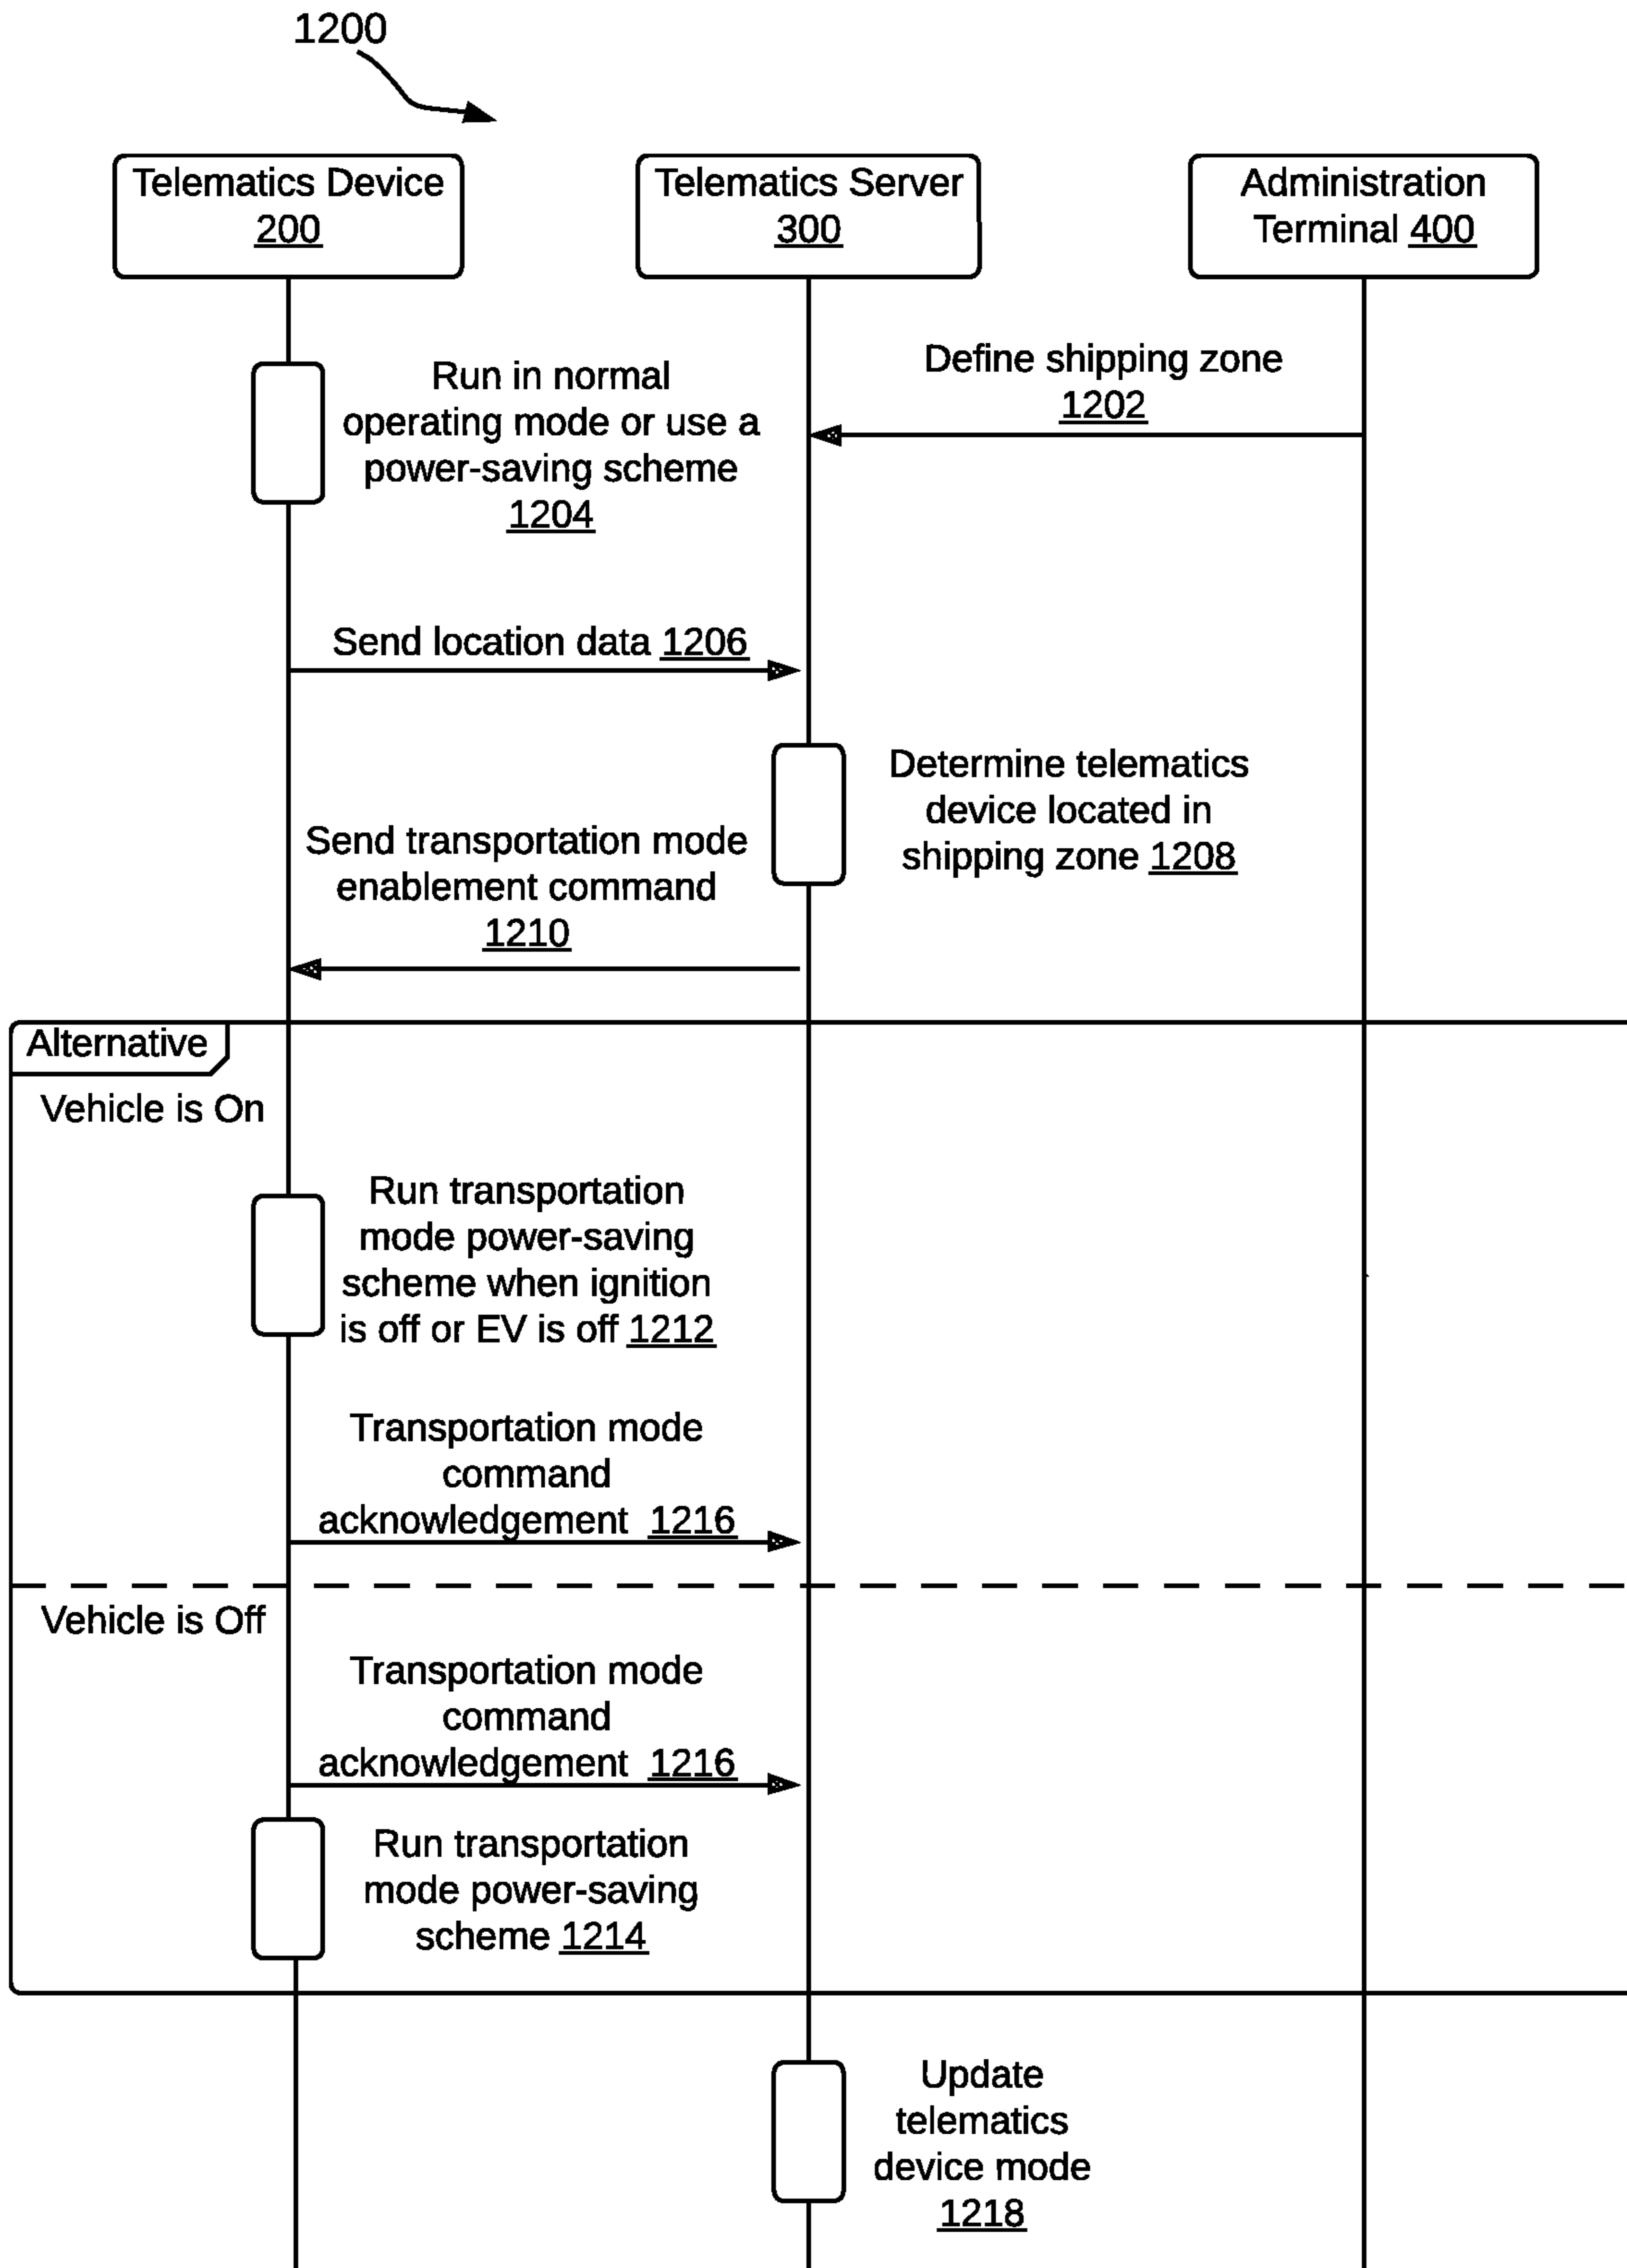 1200
Telematics Device
200
Telematics Server
300
Administration
Terminal 400
Define shipping zone
1202
Run in normal
operating mode or use a
power-saving scheme
1204
Send location data 1206
Determine telematics
device located in
shipping zone 1208
Send transportation mode
enablement command
1210
Alternative
Vehicle is On
Run transportation
mode power-saving
scheme when ignition
is off or EV is off 1212
Transportation mode
command
acknowledgement 1216
Vehicle is Off
Transportation mode
command
acknowledgement 1216
Run transportation
mode power-saving
scheme 1214
Update
telematics
device mode
1218